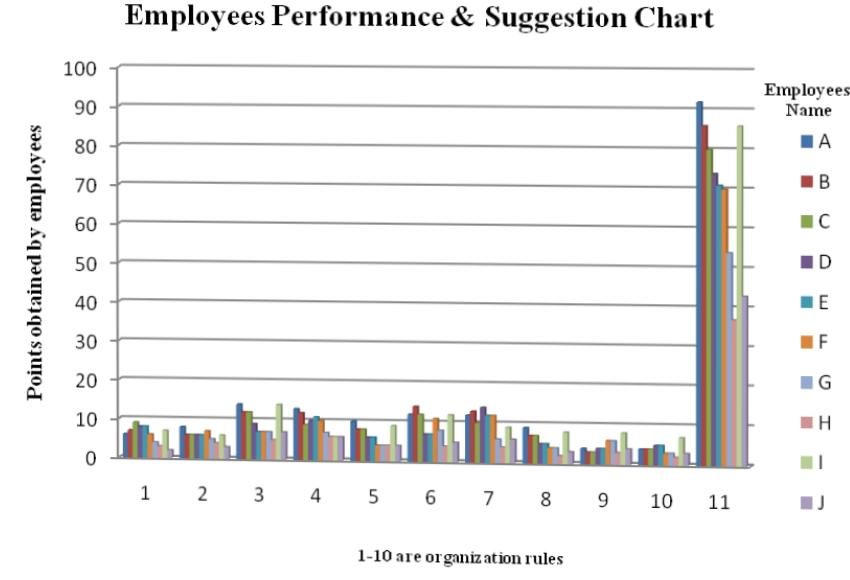 Employees Performance & Suggestion Chart
Points obtained by employees
100
90
80
70
60
50
40
30
20
10
0
1 2 3 4 5 6 7 8 9 10 11
1-10 are organization rules
Employees
Name
A
B
C
D
E
F
G
H
I
J